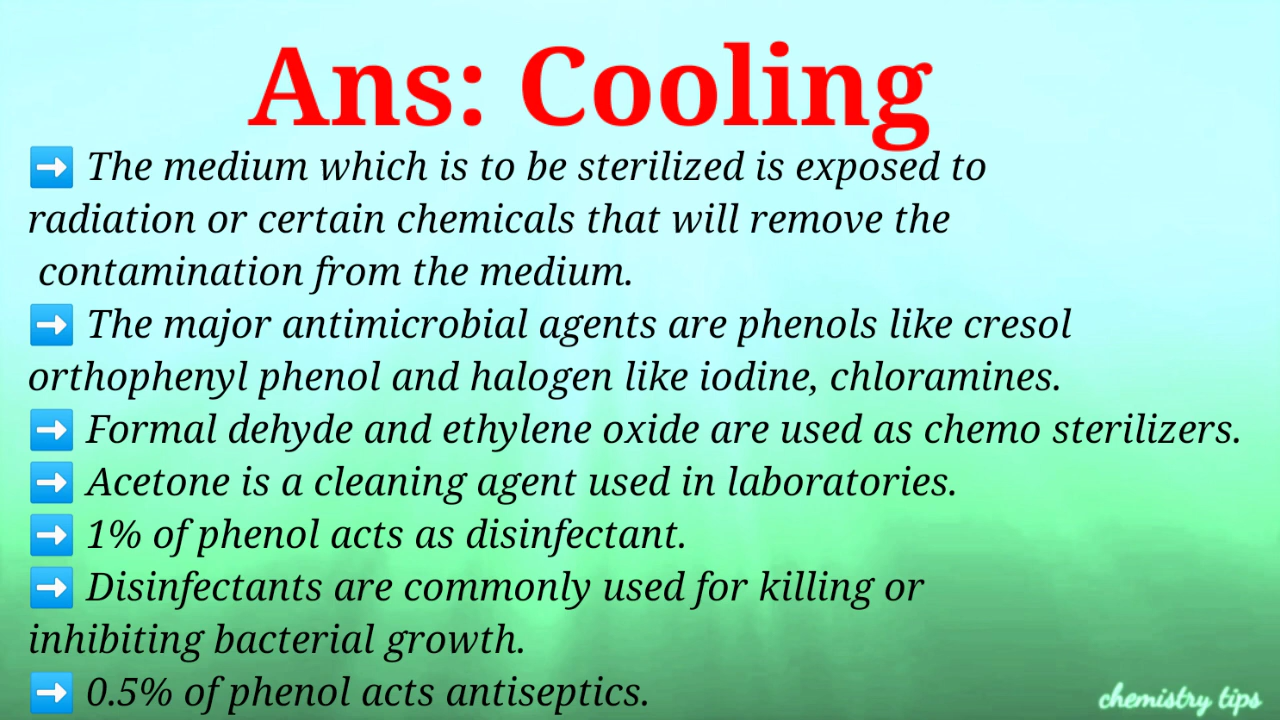 Ans: Cooling
➡ The medium which is to be sterilized is exposed to
radiation or certain chemicals that will remove the
contamination from the medium.
➡ The major antimicrobial agents are phenols like cresol
orthophenyl phenol and halogen like iodine, chloramines.
➡ Formal dehyde and ethylene oxide are used as chemo sterilizers.
➡ Acetone is a cleaning agent used in laboratories.
➡ 1% of phenol acts as disinfectant.
➡ Disinfectants are commonly used for killing or
inhibiting bacterial growth.
➡ 0.5% of phenol acts antiseptics.
chemistry tips